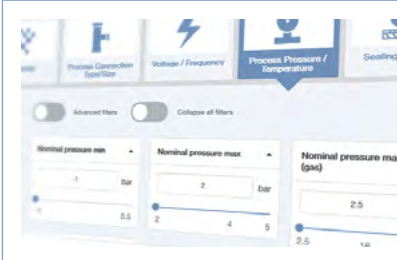 Process Connection
Type/Size
Voltage / Frequency
Process Pressure /
Temperature
Sealing
Advanced filters
Collapse all filters
Nominal pressure min
-1
bar
-1
0.5
Nominal pressure max
2
bar
2
4
5
Nominal pressure ma
(gas)
2.5
2.5
16